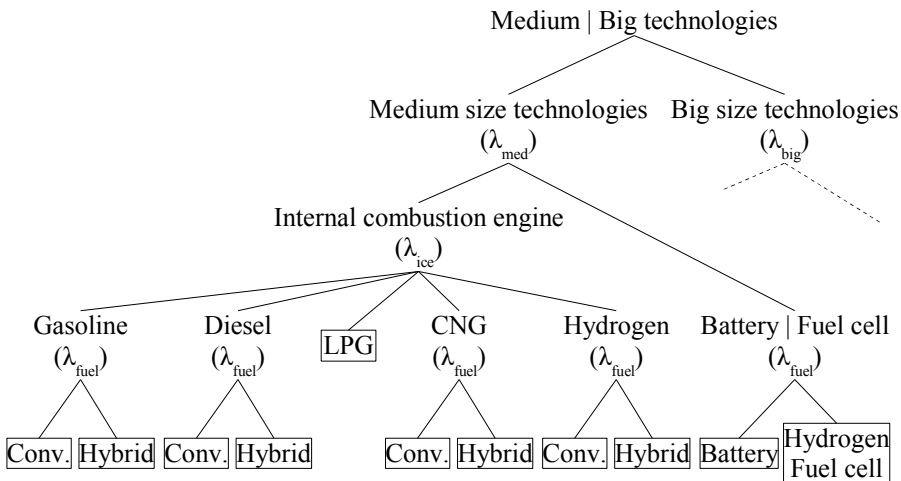 Medium | Big technologies
Medium size technologies Big size technologies
(λmed) (λbig)
Internal combustion engine
(λice)
Gasoline Diesel LPG CNG Hydrogen Battery | Fuel cell
(λfuel) (λfuel) (λfuel) (λfuel) (λfuel)
Conv. Hybrid Conv. Hybrid Conv. Hybrid Conv. Hybrid Battery Hydrogen
Fuel cell